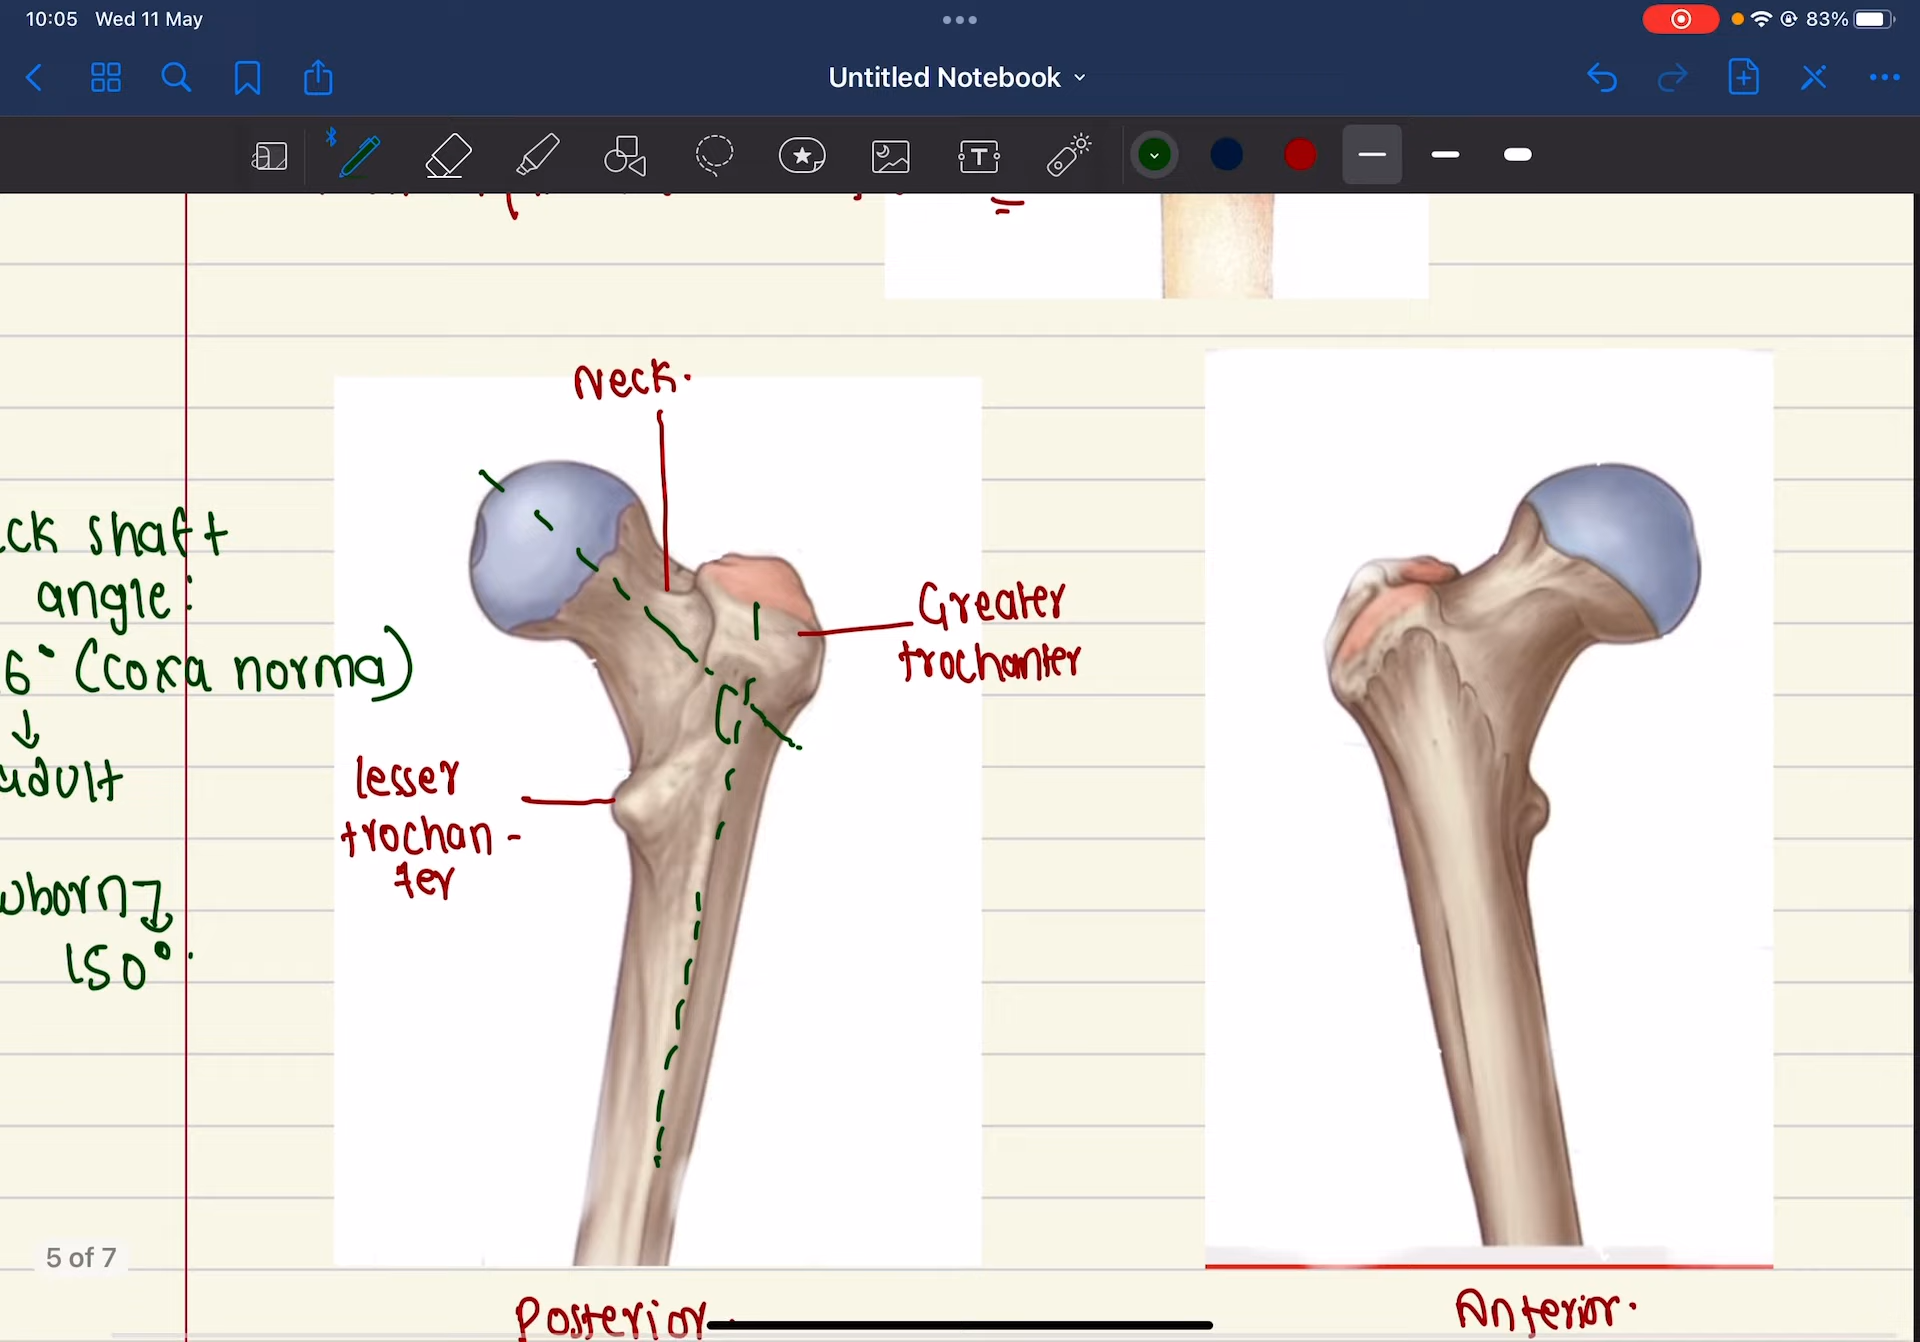 10:05 Wed 11 May
83%
Untitled Notebook
T
Neck.
ck shaft
angle:
6° (coxa norma)
adult
wborn
150°.
Greater
trochanter
lesser
trochan-
ter
5 of 7
Posterior.
Anterior.